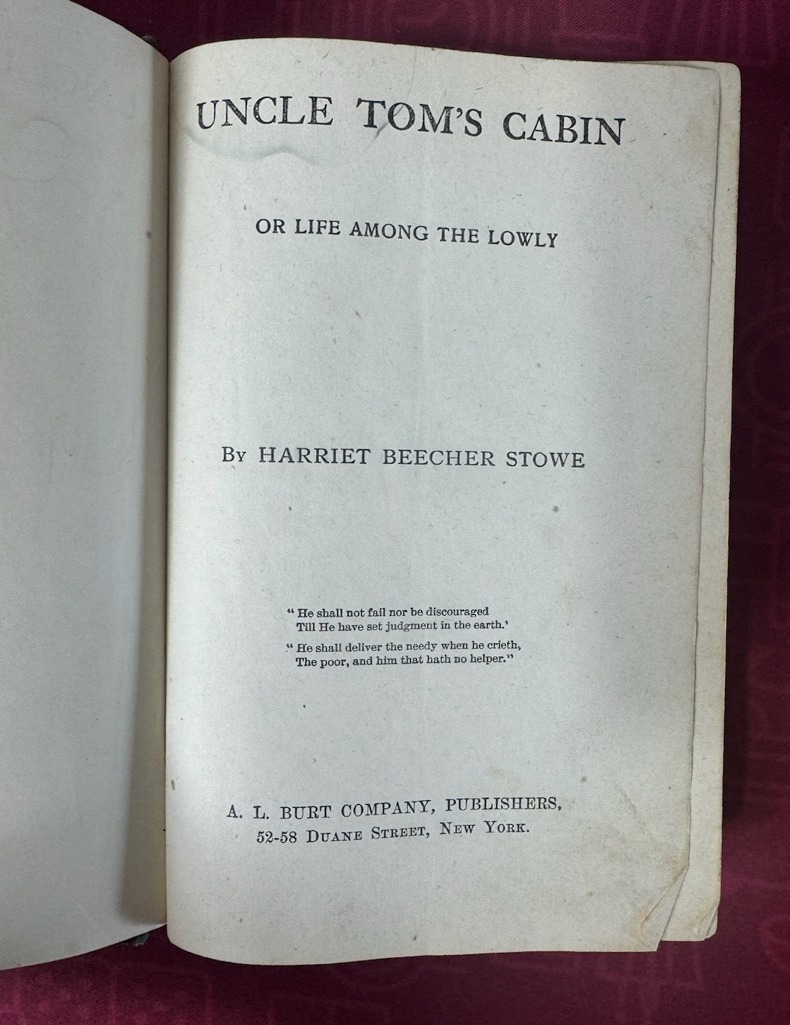 UNCLE TOM'S CABIN
OR LIFE AMONG THE LOWLY
By HARRIET BEECHER STOWE
“ He shall not fail nor be discouraged
Till He have set judgment in the earth.’
“ He shall deliver the needy when he crieth,
The poor, and him that hath no helper.”
A. L. BURT COMPANY, PUBLISHERS,
52-58 Duane Street, New York.